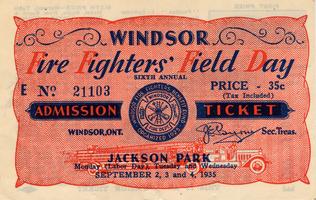 WINDSOR
Fire Fighters' Field Day
SIXTH ANNUAL
E No 21103
PRICE - 35c
(Tax Included)
ADMISSION
TICKET
WINDSOR, ONT.
Sec. Treas.
JACKSON PARK
Monday (Labor Day), Tuesday and Wednesday
SEPTEMBER 2, 3 and 4, 1935